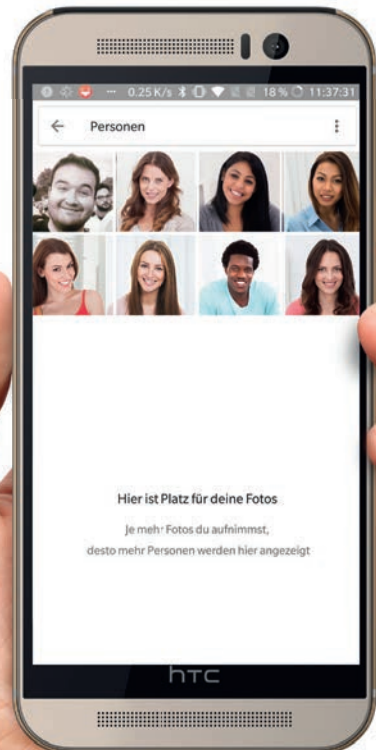 0.25 K/s 18 % 11:37:31
Personen
Hier ist Platz für deine Fotos
Je mehr Fotos du aufnimmst,
desto mehr Personen werden hier angezeigt
hTC